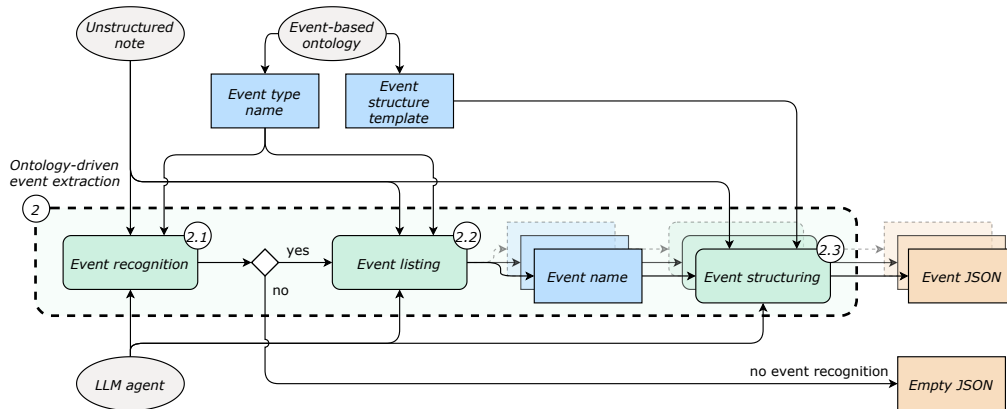 Unstructured
note
Event-based
ontology
Event type
name
Event
structure
template
Ontology-driven
event extraction
2
2.1
2.2
2.3
Event recognition
yes
no
Event listing
Event name
Event structuring
Event JSON
LLM agent
no event recognition
Empty JSON